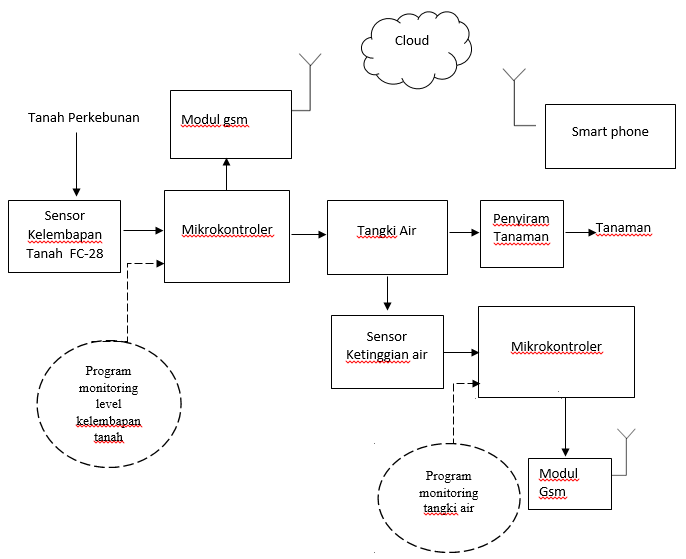 Cloud
Tanah Perkebunan
Modul gsm
Smart phone
Sensor
Kelembapan
Tanah FC-28
Mikrokontroler
Tangki Air
Penyiram
Tanaman
Tanaman
Sensor
Ketinggian air
Mikrokontroler
Program
monitoring
level
kelembapan
tanah
Program
monitoring
tangki air
Modul
Gsm